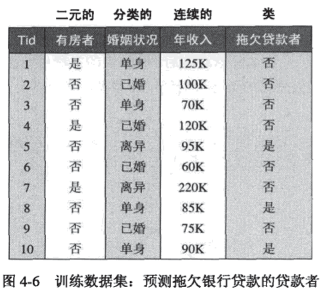 二元的 分类的 连续的 类
Tid 有房者 婚姻状况 年收入 拖欠贷款者
1 是 单身 125K 否
2 否 已婚 100K 否
3 否 单身 70K 否
4 是 已婚 120K 否
5 否 离异 95K 是
6 否 已婚 60K 否
7 是 离异 220K 否
8 否 单身 85K 是
9 否 已婚 75K 否
10 否 单身 90K 是
图 4-6 训练数据集：预测拖欠银行贷款的贷款者